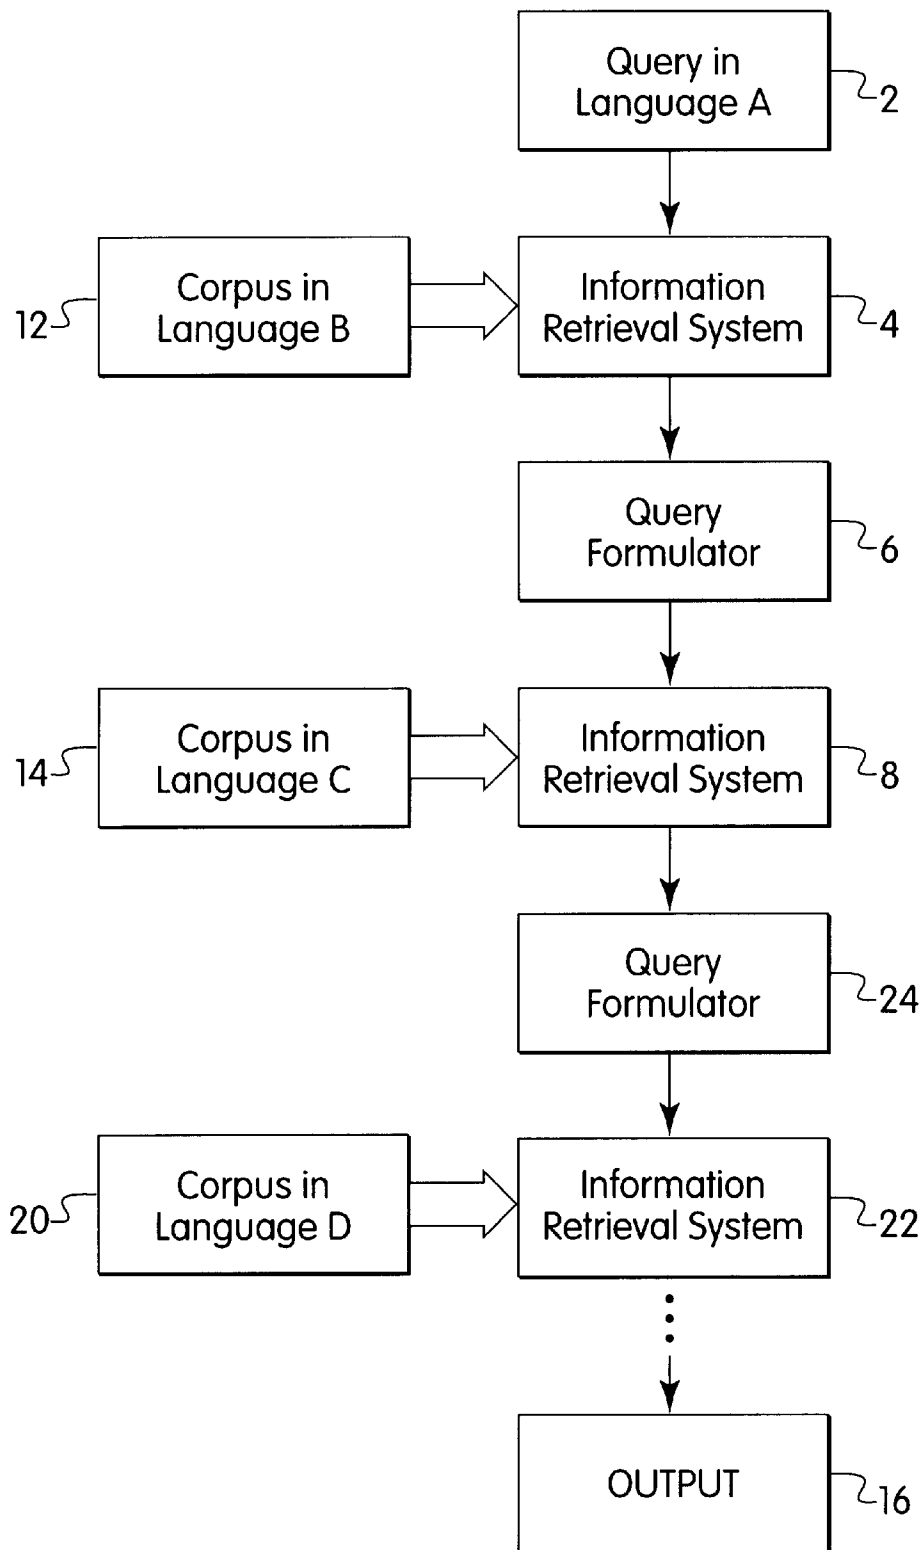 Query in
Language A
2
Corpus in
Language B
12
Information
Retrieval System
4
Query
Formulator
6
Corpus in
Language C
14
Information
Retrieval System
8
Query
Formulator
24
Corpus in
Language D
20
Information
Retrieval System
22
OUTPUT
16